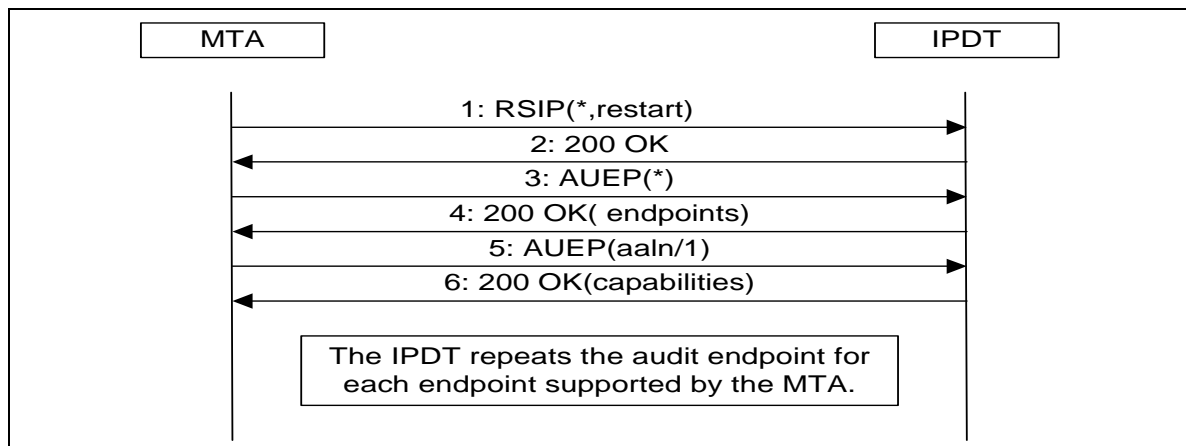 MTA
IPDT
1: RSIP(*,restart)
2: 200 OK
3: AUEP(*)
4: 200 OK( endpoints)
5: AUEP(aaln/1)
6: 200 OK(capabilities)
The IPDT repeats the audit endpoint for
each endpoint supported by the MTA.